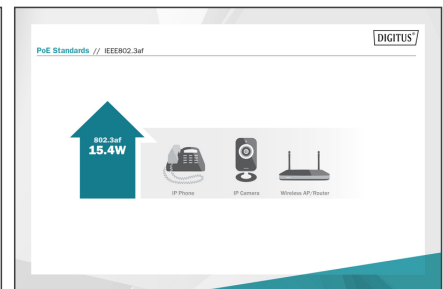 DIGITUS®
PoE Standards // IEEE802.3af
802.3af
15.4W
IP Phone
IP Camera
Wireless AP/Router